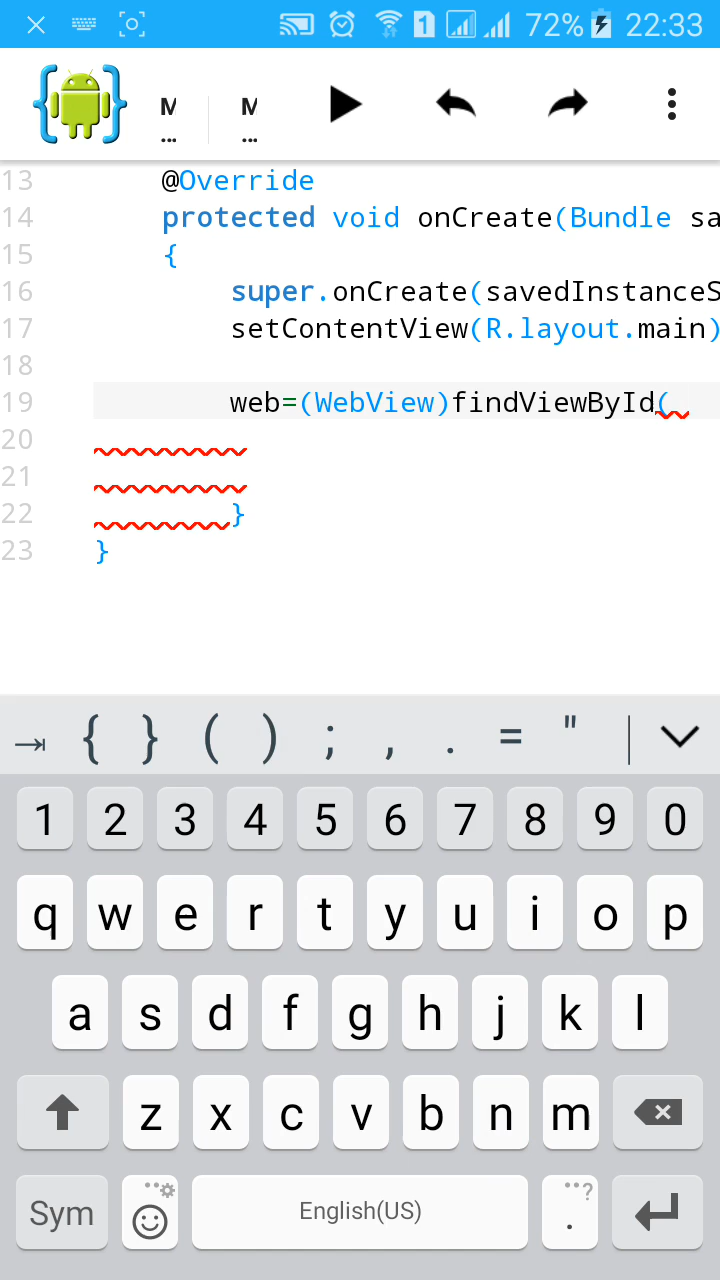 1 72% 22:33
M... M...
13 @Override
14 protected void onCreate(Bundle sa
15 {
16 super.onCreate(savedInstanceS
17 setContentView(R.layout.main)
18
19 web=(WebView)findViewById(
20
21
22 }
23 }
{ } ( ) ; , . = "
1 2 3 4 5 6 7 8 9 0
q w e r t y u i o p
a s d f g h j k l
z x c v b n m
Sym English(US) ? .